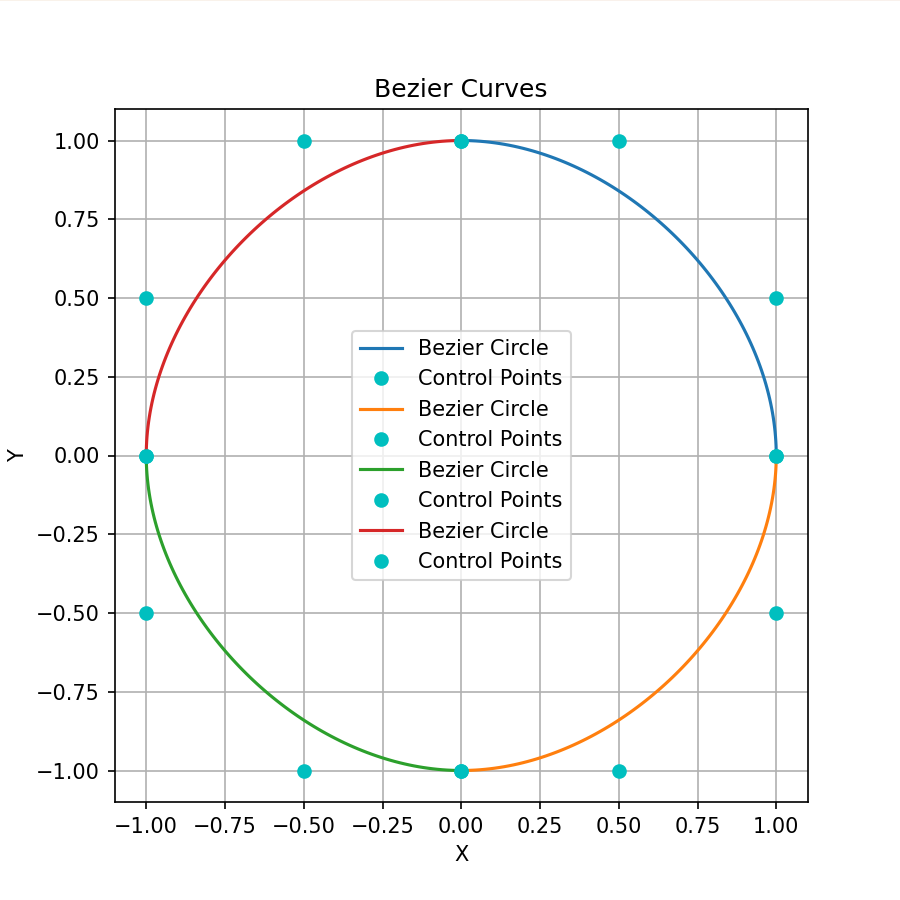 Bezier Curves
1.00
0.75
0.50
0.25
0.00
−0.25
−0.50
−0.75
−1.00
Y
Bezier Circle
Control Points
Bezier Circle
Control Points
Bezier Circle
Control Points
Bezier Circle
Control Points
−1.00 −0.75 −0.50 −0.25 0.00 0.25 0.50 0.75 1.00
X